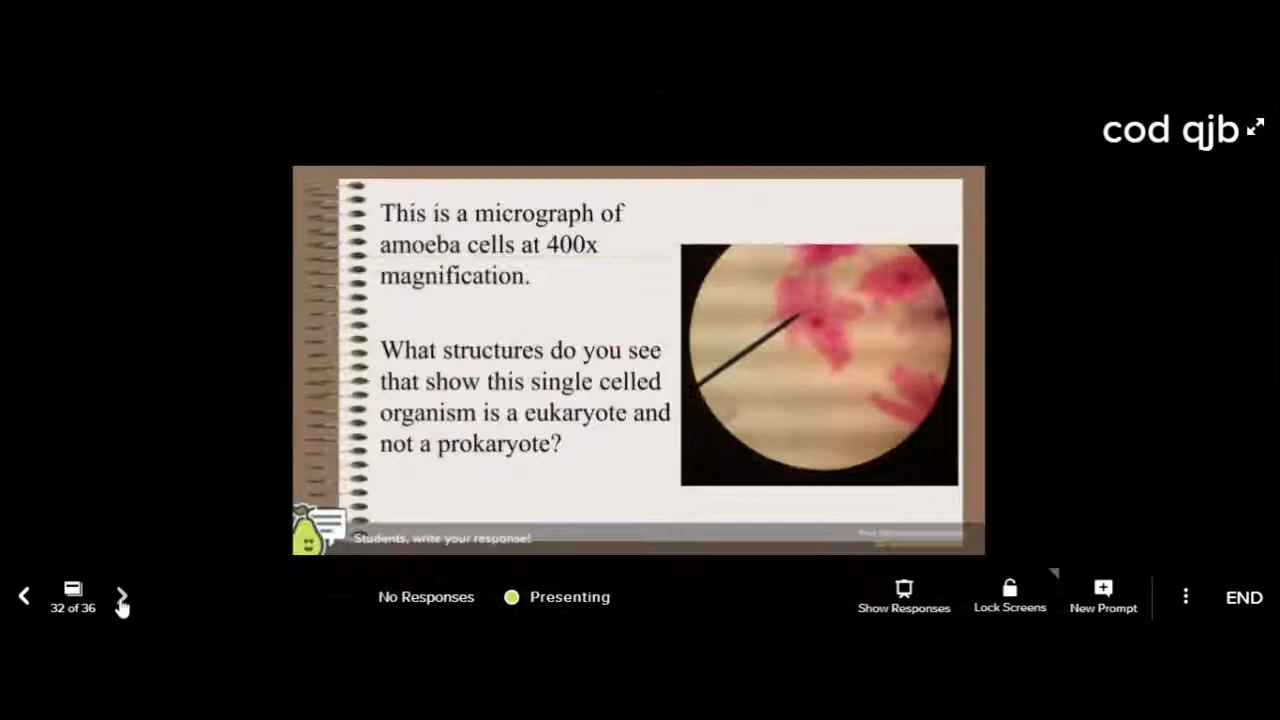 cod qjb
This is a micrograph of
amoeba cells at 400x
magnification.
What structures do you see
that show this single celled
organism is a eukaryote and
not a prokaryote?
Students, write your response!
32 of 36
No Responses
Presenting
Show Responses
Lock Screens
New Prompt
END